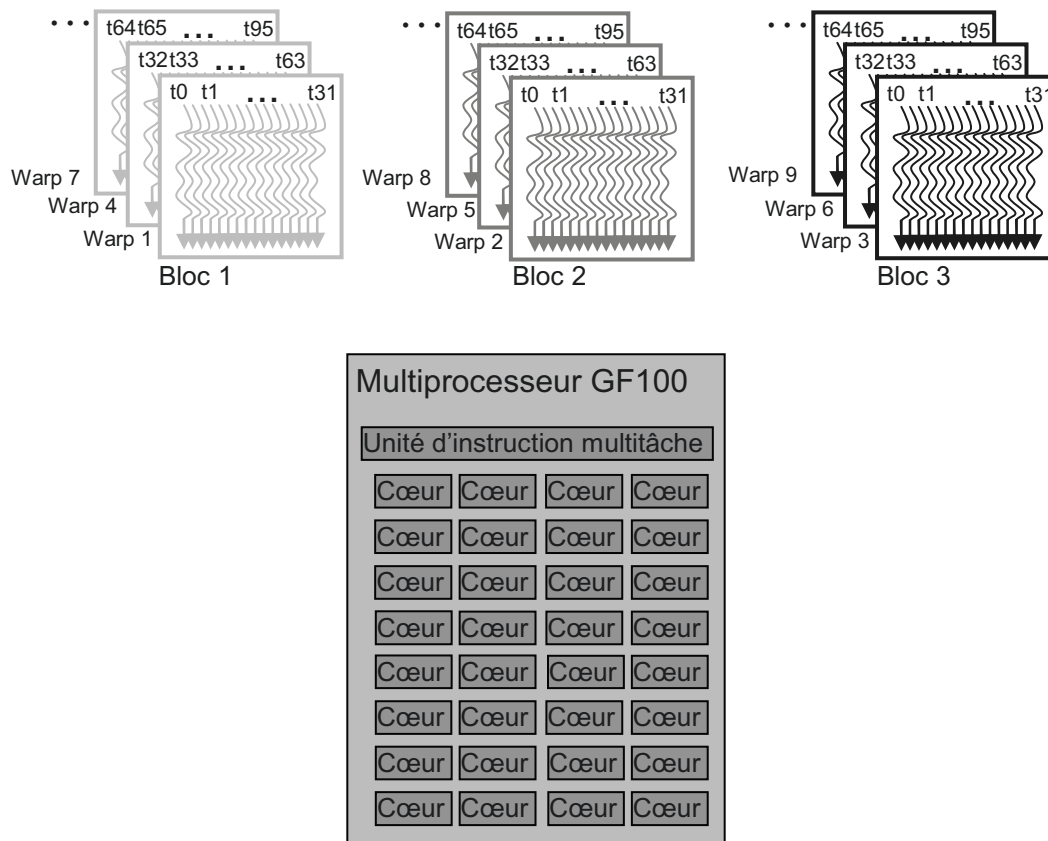 ... t64t65 ... t95
t32t33 ... t63
t0 t1 ... t31
Warp 7
Warp 4
Warp 1
Bloc 1
... t64t65 ... t95
t32t33 ... t63
t0 t1 ... t31
Warp 8
Warp 5
Warp 2
Bloc 2
... t64t65 ... t95
t32t33 ... t63
t0 t1 ... t31
Warp 9
Warp 6
Warp 3
Bloc 3
Multiprocesseur GF100
Unité d'instruction multitâche
Cœur Cœur Cœur Cœur
Cœur Cœur Cœur Cœur
Cœur Cœur Cœur Cœur
Cœur Cœur Cœur Cœur
Cœur Cœur Cœur Cœur
Cœur Cœur Cœur Cœur
Cœur Cœur Cœur Cœur
Cœur Cœur Cœur Cœur